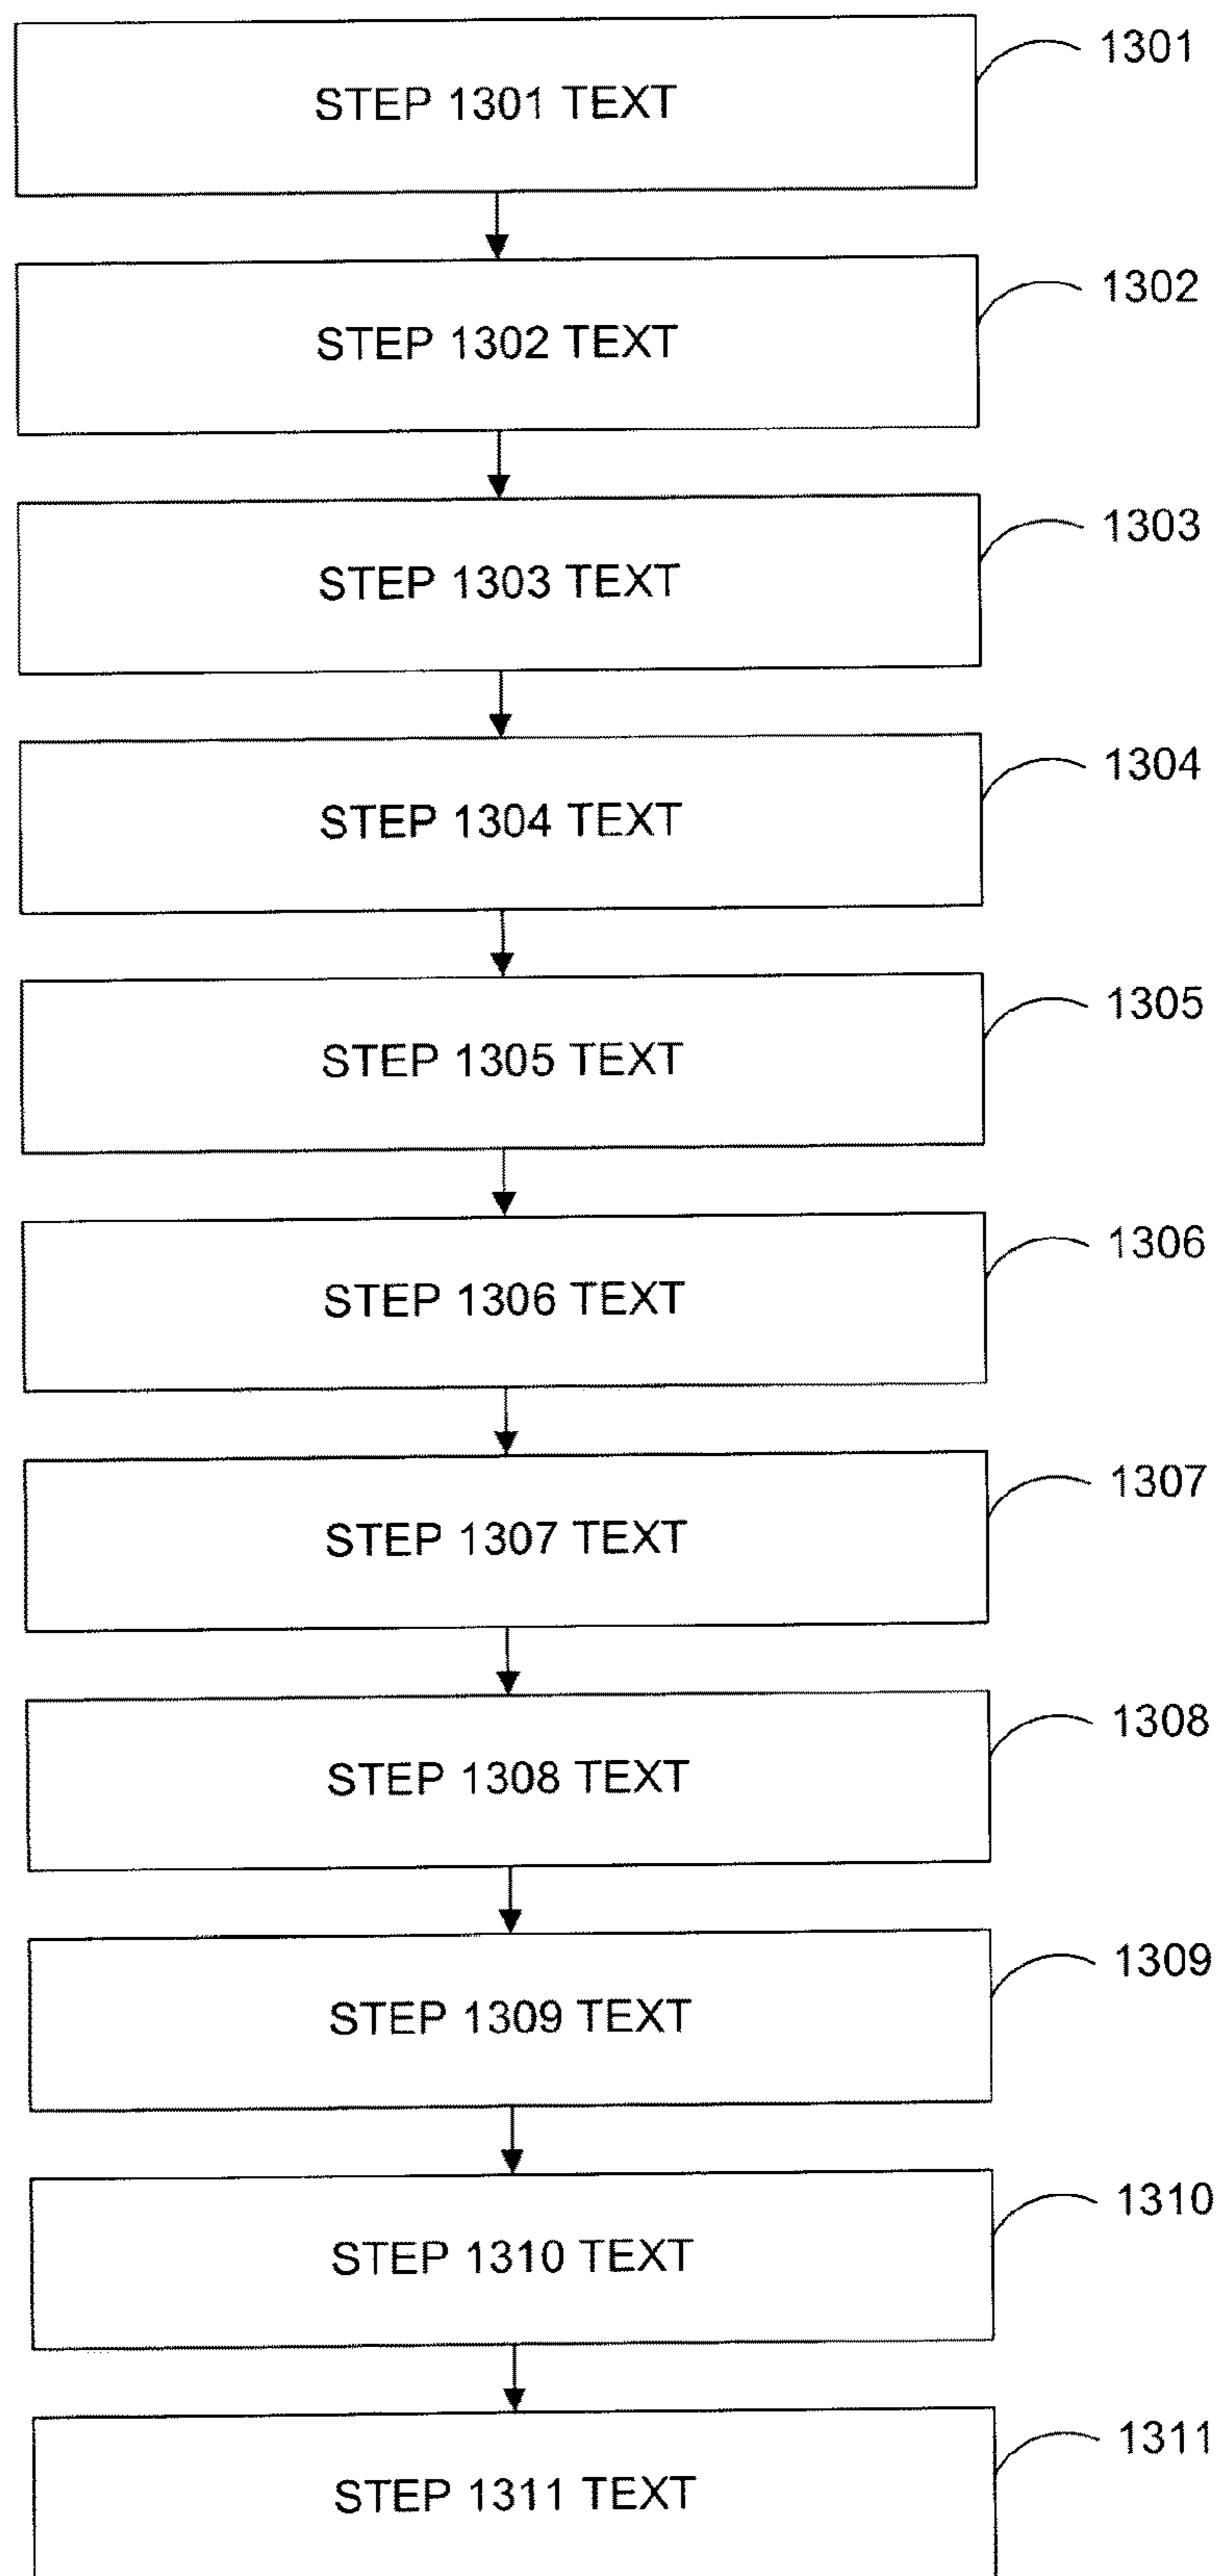 1301
STEP 1301 TEXT
1302
STEP 1302 TEXT
1303
STEP 1303 TEXT
1304
STEP 1304 TEXT
1305
STEP 1305 TEXT
1306
STEP 1306 TEXT
1307
STEP 1307 TEXT
1308
STEP 1308 TEXT
1309
STEP 1309 TEXT
1310
STEP 1310 TEXT
1311
STEP 1311 TEXT